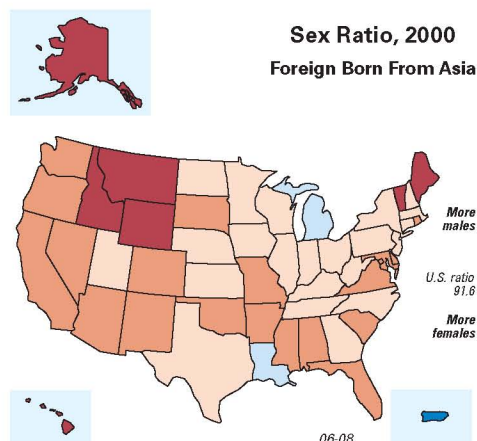 Sex Ratio, 2000
Foreign Born From Asia
More
males
U.S. ratio
91.6
More
females
06-08